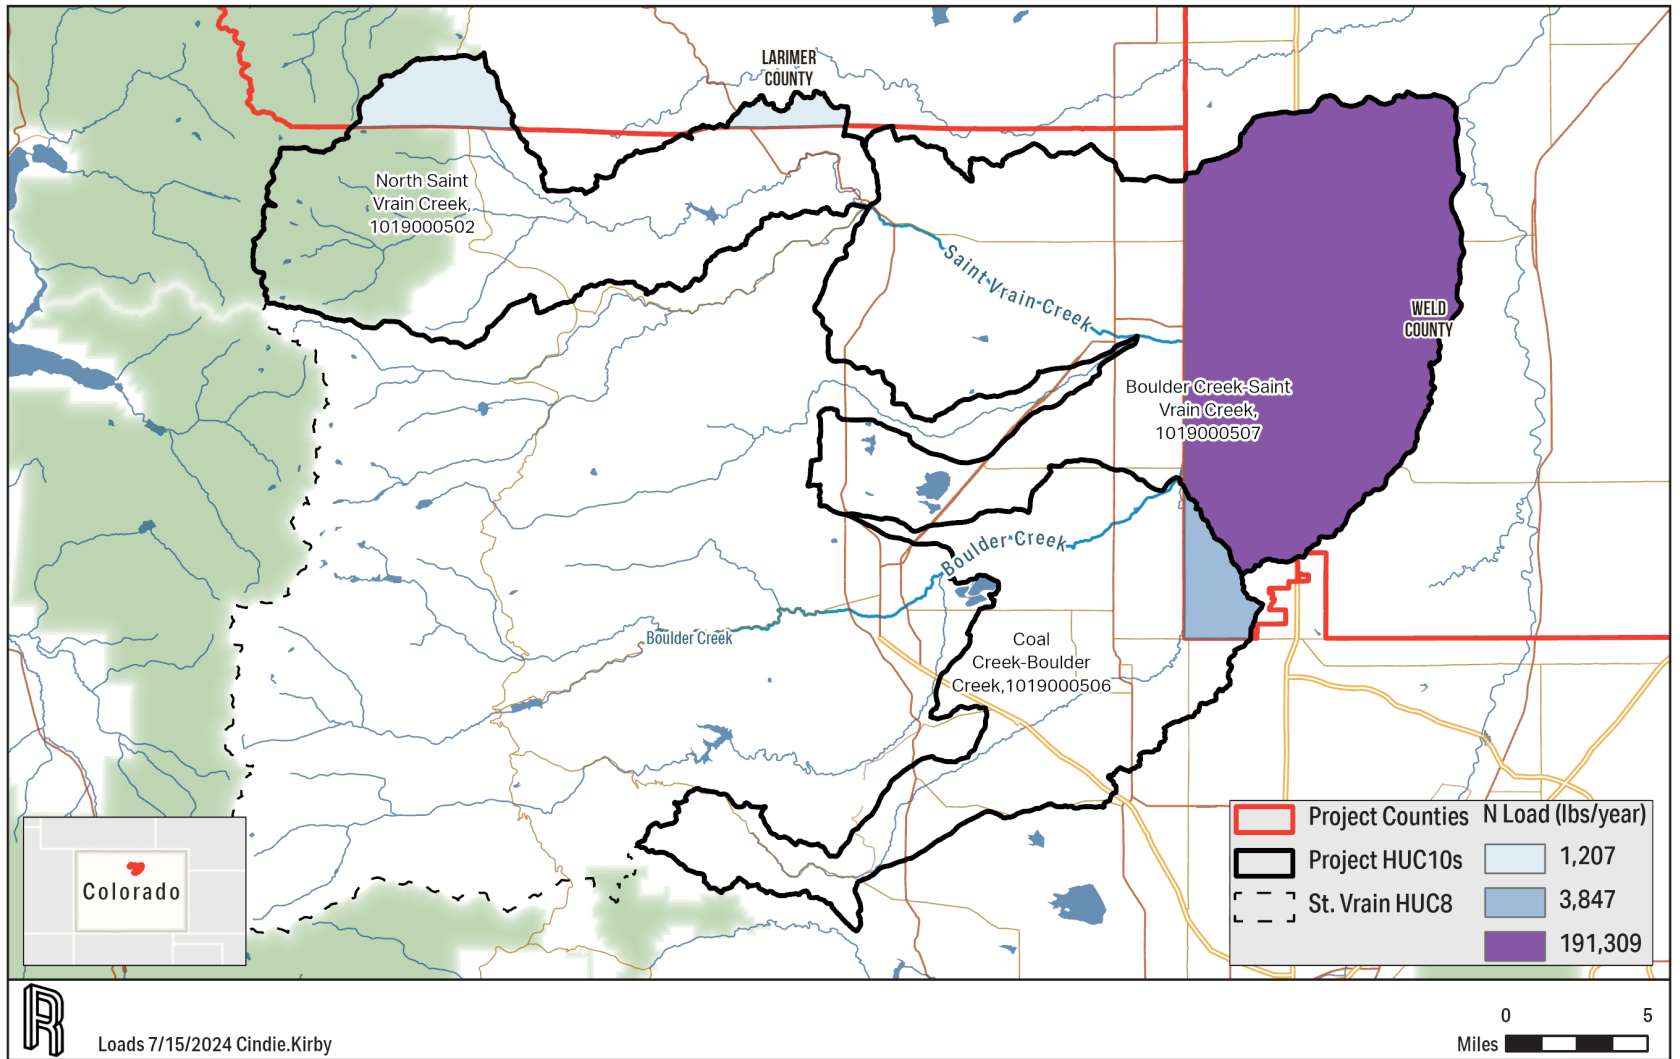 LARIMER
COUNTY
North Saint
Vrain Creek,
1019000502
Saint Vrain Creek
WELD
COUNTY
Boulder Creek-Saint
Vrain Creek,
1019000507
Boulder Creek
Boulder Creek
Coal
Creek-Boulder
Creek,1019000506
Colorado
Project Counties
Project HUC10s
St. Vrain HUC8
N Load (lbs/year)
1,207
3,847
191,309
R
Loads 7/15/2024 Cindie.Kirby
0 5
Miles